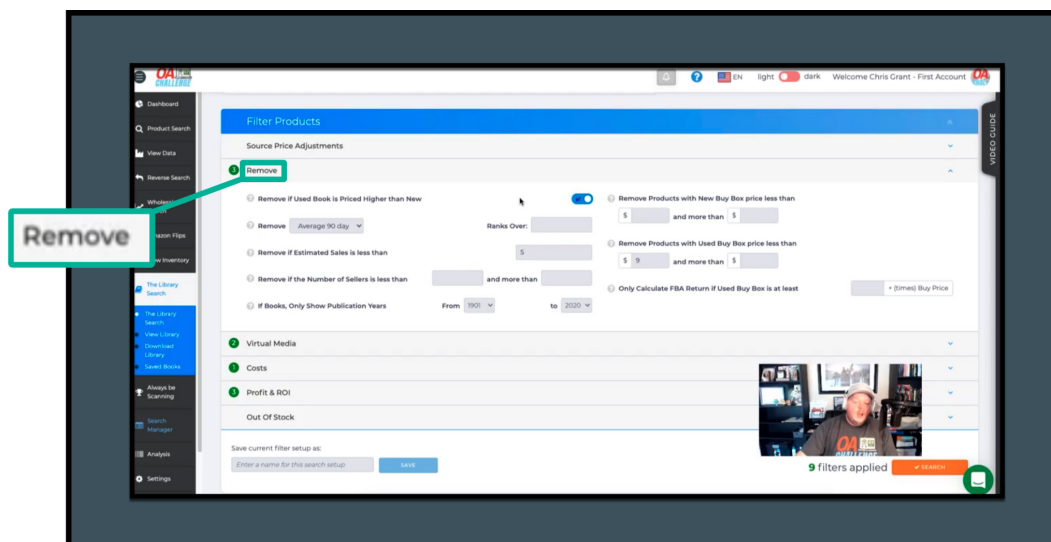 OA
CHALLENGE
EN light dark Welcome Chris Grant - First Account
Dashboard
Product Search
View Data
Reverse Search
Wholesale
Flips
Inventory
The Library
Search
The Library
Search
View Library
Download
Library
Saved Books
Always be
Scanning
Search
Manager
Analysis
Settings
VIDEO GUIDE
Filter Products
Source Price Adjustments
3 Remove
Remove
Remove if Used Book is Priced Higher than New
Remove Average 90 day Ranks Over:
Remove if Estimated Sales is less than 5
Remove if the Number of Sellers is less than and more than
If Books, Only Show Publication Years From 1901 to 2020
Remove Products with New Buy Box price less than
$ and more than $
Remove Products with Used Buy Box price less than
$ 9 and more than $
Only Calculate FBA Return if Used Buy Box is at least × (times) Buy Price
2 Virtual Media
1 Costs
3 Profit & ROI
Out Of Stock
Save current filter setup as:
Enter a name for this search setup SAVE
OA
CHALLENGE
9 filters applied SEARCH